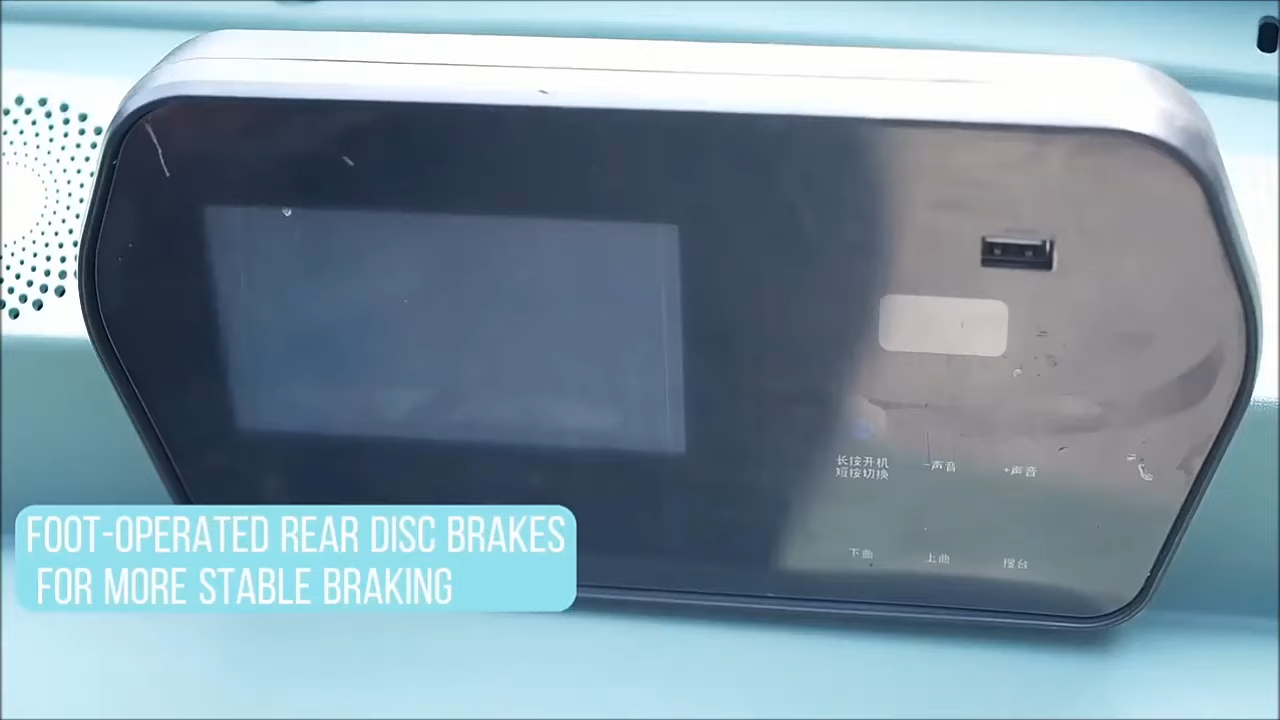 长按开机
短按切换
-声音
+声音
下曲
上曲
搜台
FOOT-OPERATED REAR DISC BRAKES
FOR MORE STABLE BRAKING